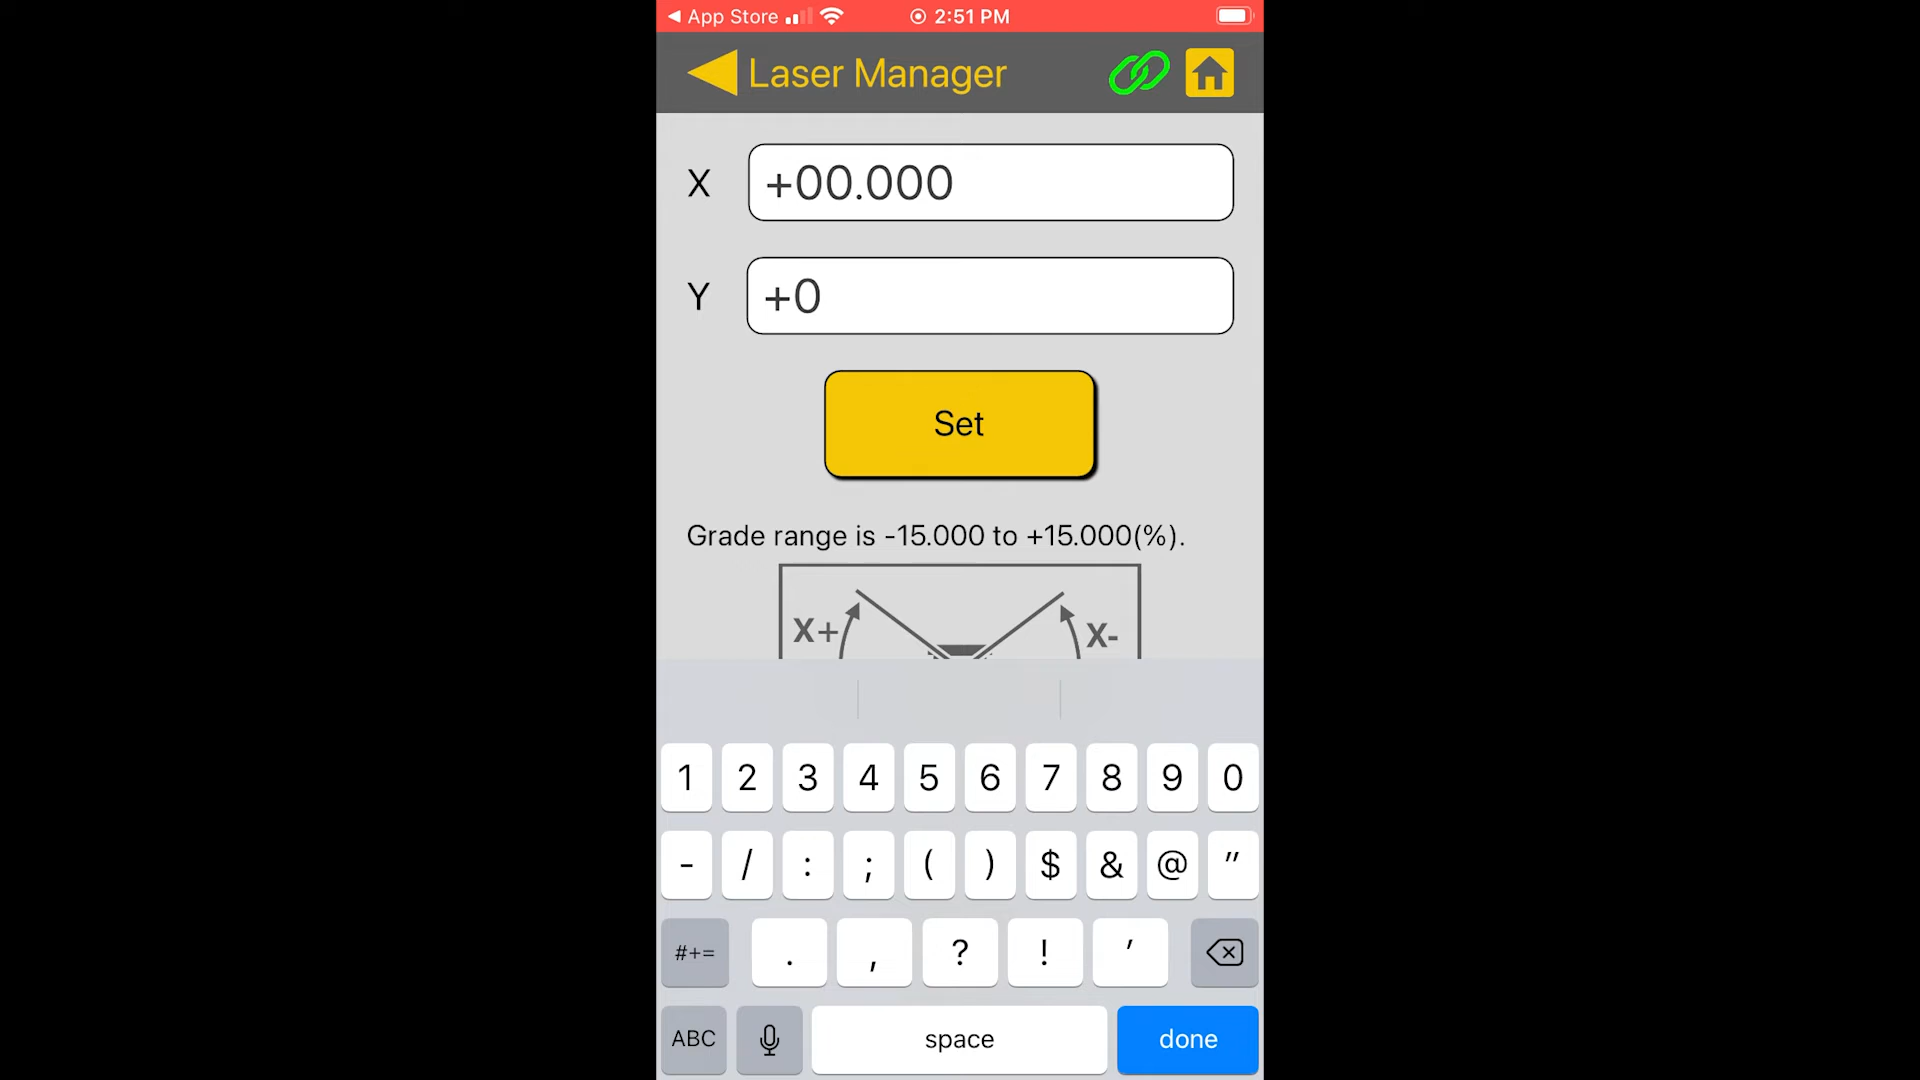 App Store 2:51 PM
Laser Manager
X +00.000
Y +0
Set
Grade range is -15.000 to +15.000(%).
X+ X-
1 2 3 4 5 6 7 8 9 0
- / : ; ( ) $ & @ "
#+= . , ? ! '
ABC space done